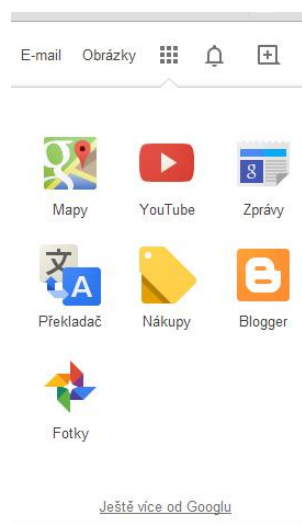 E-mail Obrázky
Mapy YouTube Zprávy
Překladač Nákupy Blogger
Fotky
Ještě více od Googlu